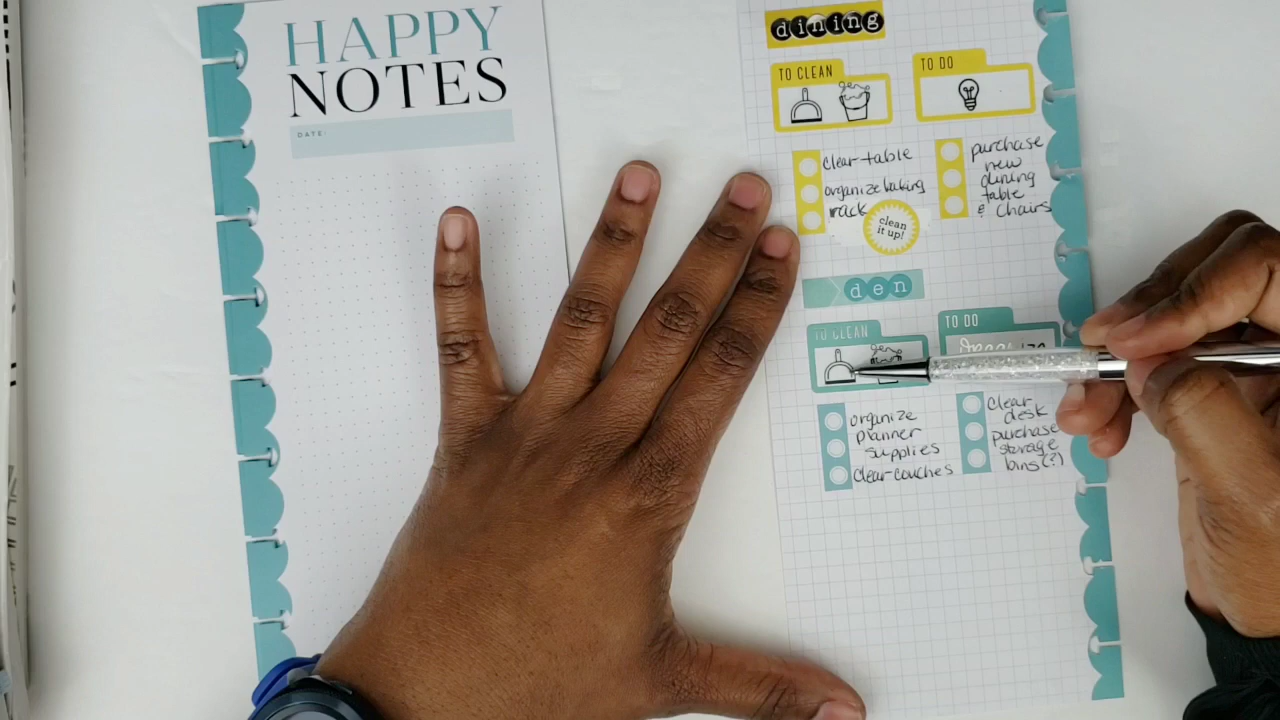 HAPPY
NOTES
DATE:
dining
TO CLEAN
TO DO
clear table
organize baking
rack
clean
it up!
purchase
new
dining
table
& chairs
den
TO CLEAN
TO DO
organize
planner
supplies
clear couches
clear
desk
purchase
storage
bins(?)